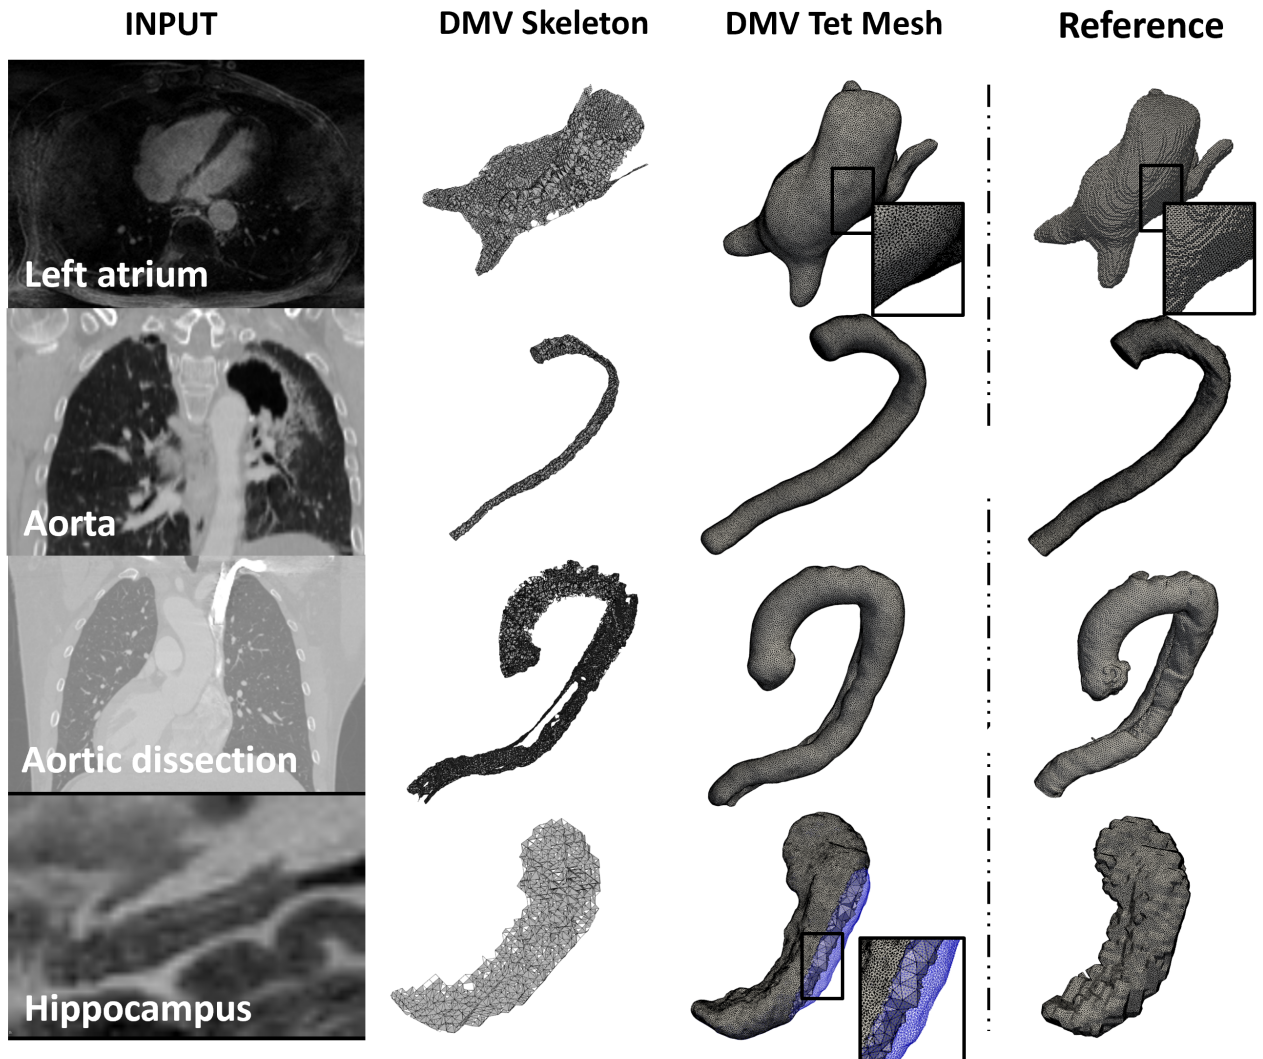 INPUT
DMV Skeleton
DMV Tet Mesh
Reference
Left atrium
Aorta
Aortic dissection
Hippocampus